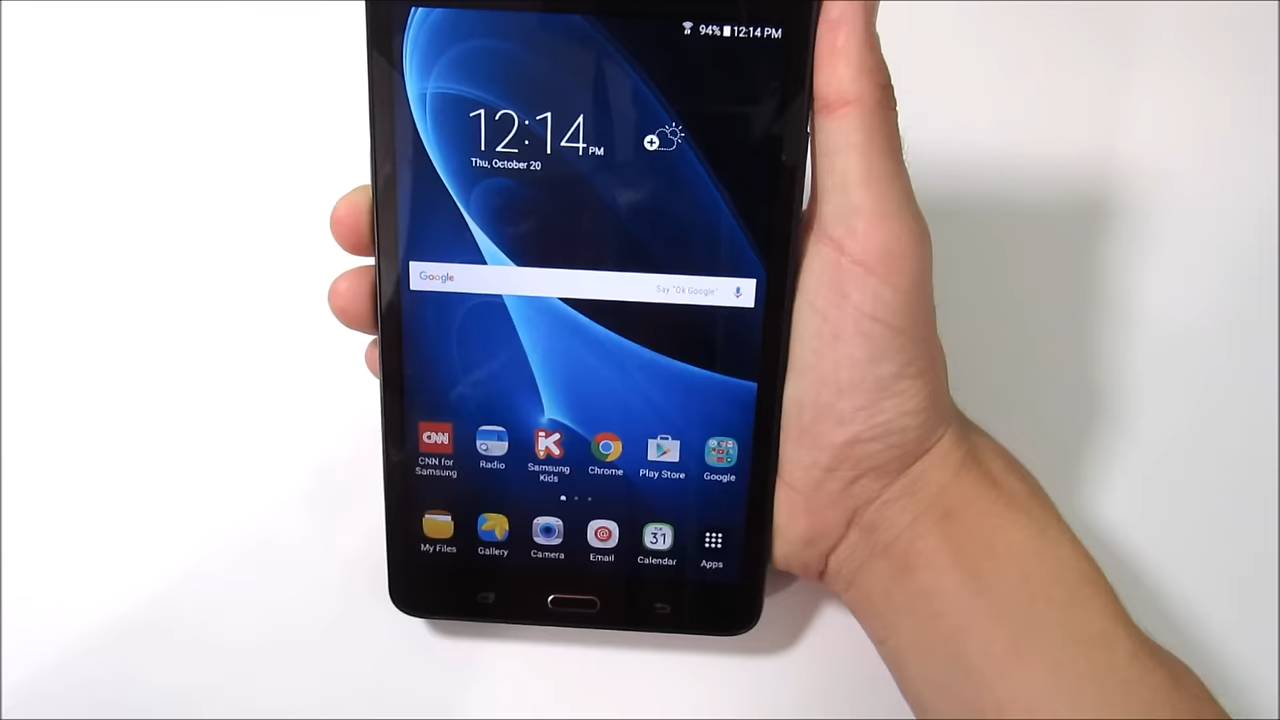 94% 12:14 PM
12:14 PM
Thu, October 20
Google Say "Ok Google"
CNN
CNN for Samsung
Radio
K
Samsung Kids
Chrome
Play Store
Google
My Files
Gallery
Camera
@
Email
TUE
31
Calendar
Apps